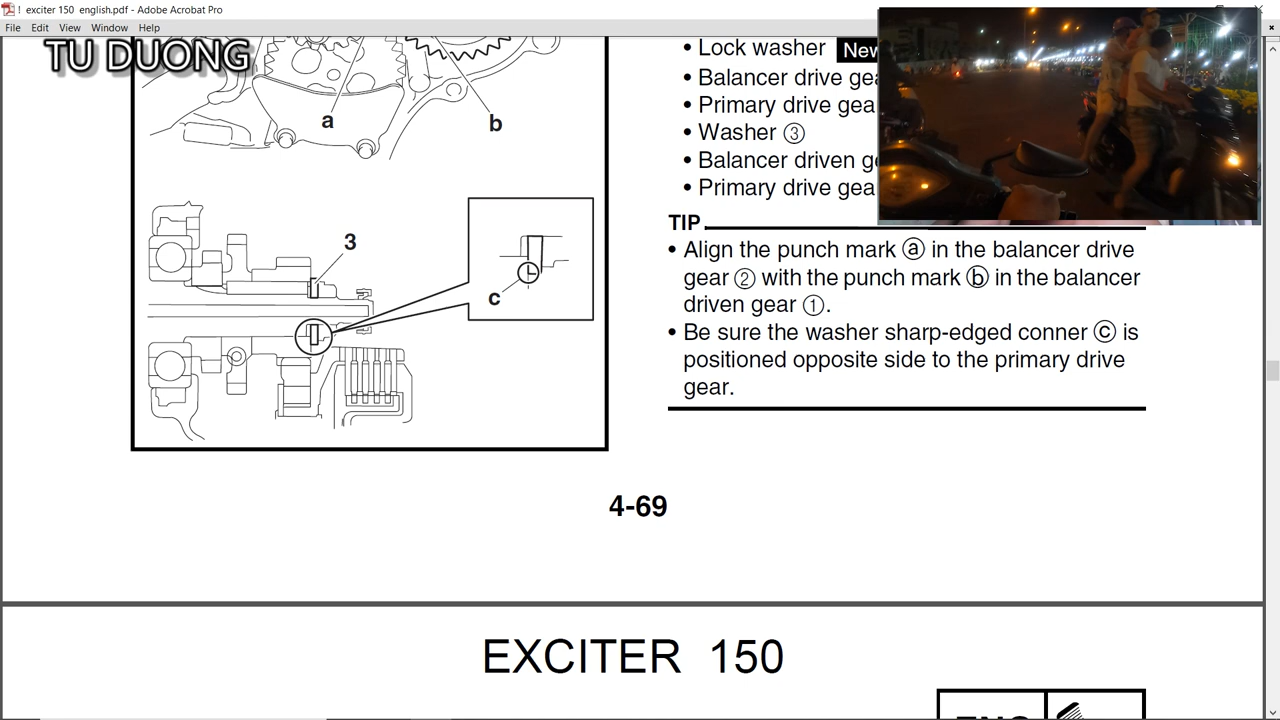 ! exciter 150 english.pdf - Adobe Acrobat Pro
File Edit View Window Help
TU DUONG
a
b
3
c
• Lock washer New
• Balancer drive gea
• Primary drive gea
• Washer ③
• Balancer driven ge
• Primary drive gea
TIP
• Align the punch mark ⓐ in the balancer drive
gear ② with the punch mark ⓑ in the balancer
driven gear ①.
• Be sure the washer sharp-edged conner ⓒ is
positioned opposite side to the primary drive
gear.
4-69
EXCITER 150
ENG